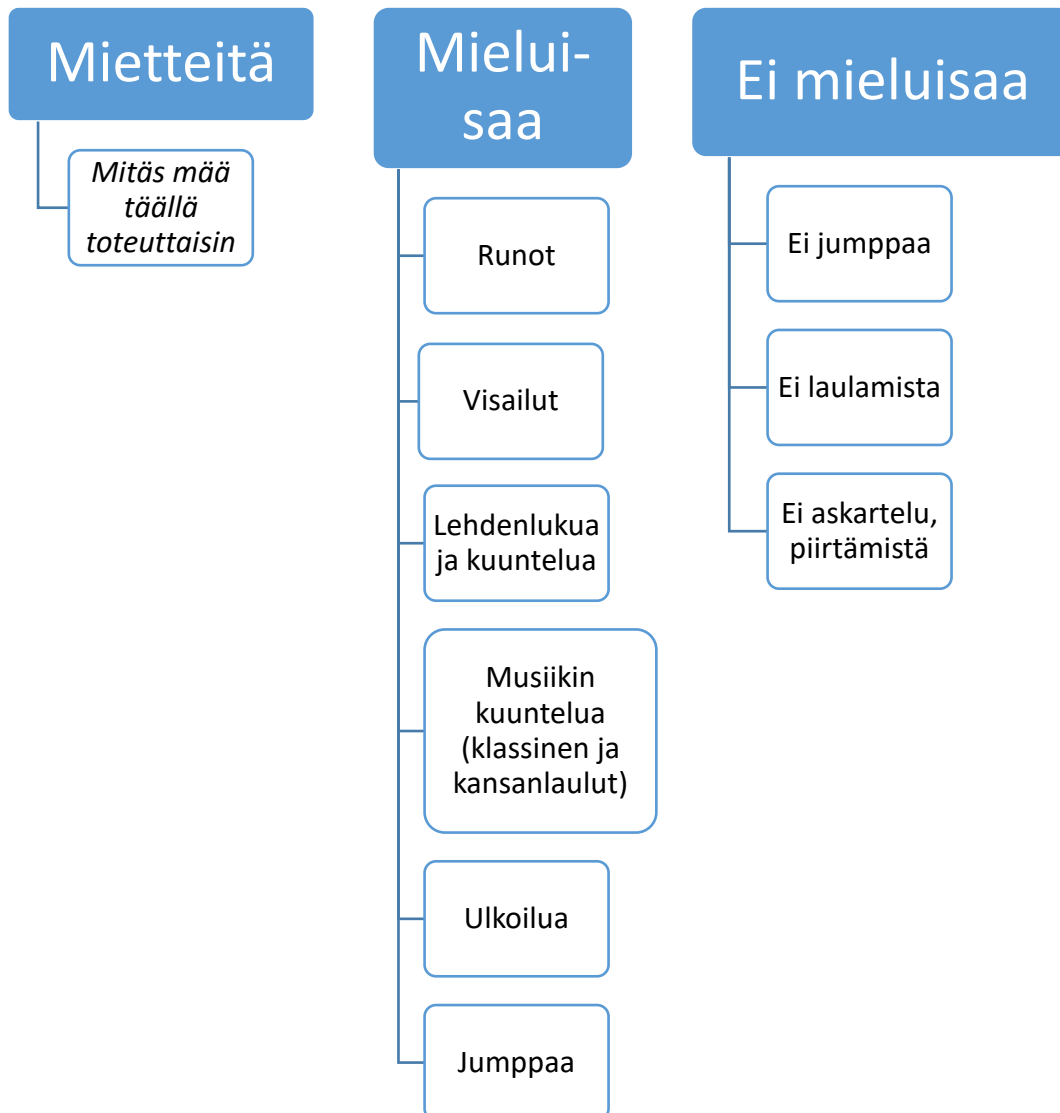 Mietteitä
Mitäs mää
täällä
toteuttaisin
Mielui-
saa
Runot
Visailut
Lehdenlukua
ja kuuntelua
Musiikin
kuuntelua
(klassinen ja
kansanlaulut)
Ulkoilua
Jumppaa
Ei mieluisaa
Ei jumppaa
Ei laulamista
Ei askartelu,
piirtämistä